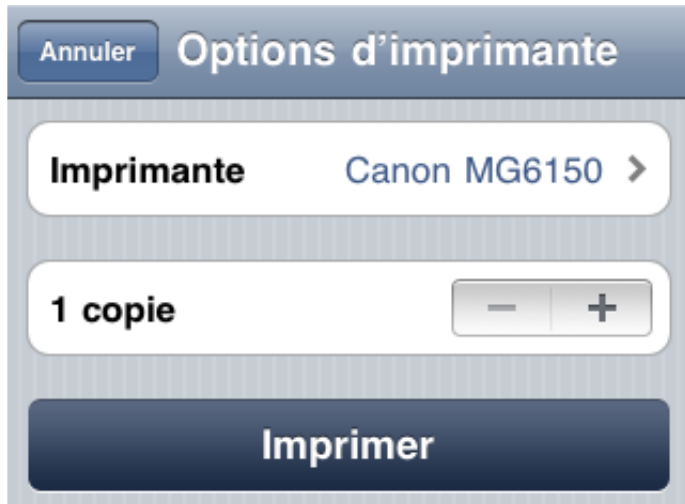 Annuler Options d'imprimante
Imprimante Canon MG6150 >
1 copie − +
Imprimer